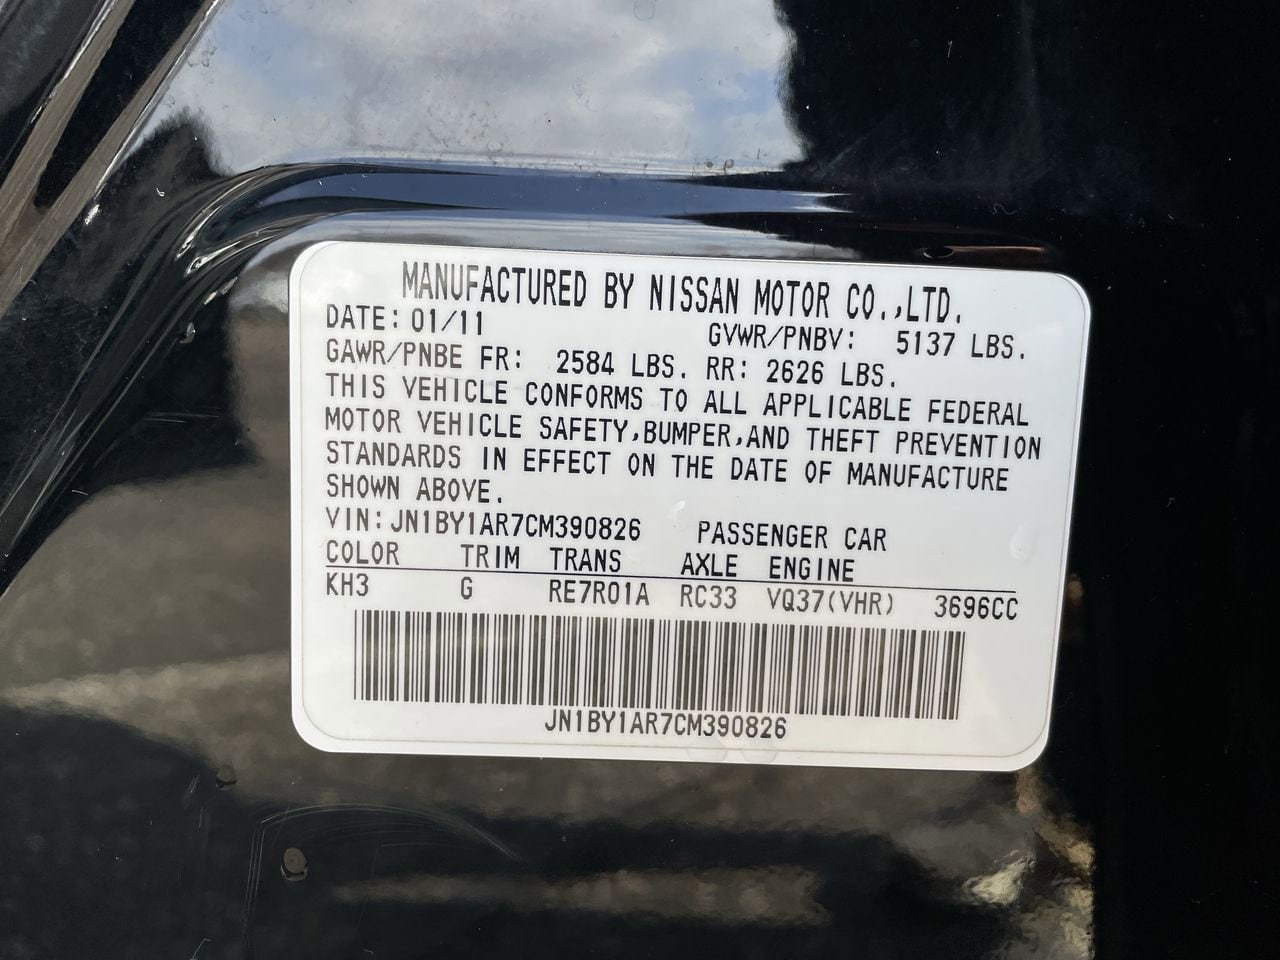 MANUFACTURED BY NISSAN MOTOR CO.,LTD.
DATE: 01/11 GVWR/PNBV: 5137 LBS.
GAWR/PNBE FR: 2584 LBS. RR: 2626 LBS.
THIS VEHICLE CONFORMS TO ALL APPLICABLE FEDERAL
MOTOR VEHICLE SAFETY,BUMPER,AND THEFT PREVENTION
STANDARDS IN EFFECT ON THE DATE OF MANUFACTURE
SHOWN ABOVE.
VIN: JN1BY1AR7CM390826 PASSENGER CAR
COLOR TRIM TRANS AXLE ENGINE
KH3 G RE7R01A RC33 VQ37(VHR) 3696CC
JN1BY1AR7CM390826